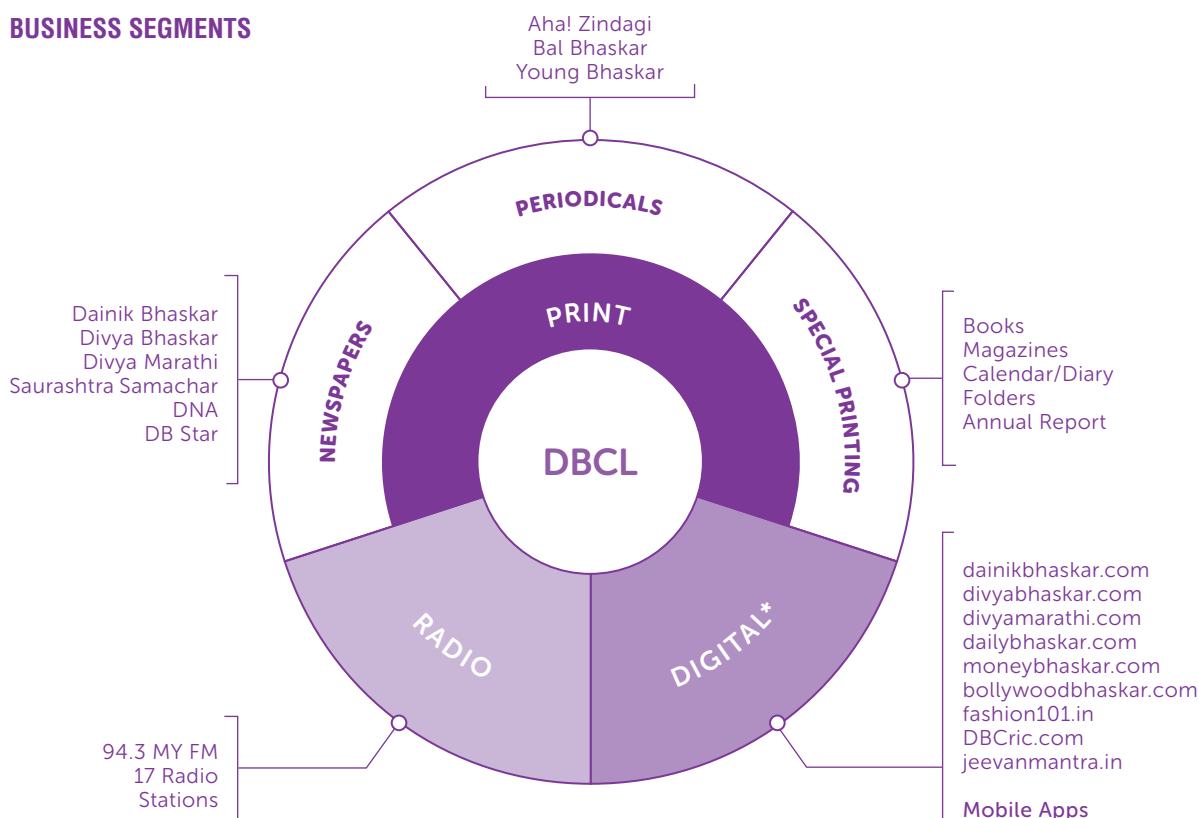 BUSINESS SEGMENTS
Aha! Zindagi
Bal Bhaskar
Young Bhaskar
PERIODICALS
PRINT
NEWSPAPERS
SPECIAL PRINTING
Dainik Bhaskar
Divya Bhaskar
Divya Marathi
Saurashtra Samachar
DNA
DB Star
Books
Magazines
Calendar/Diary
Folders
Annual Report
DBCL
RADIO
DIGITAL*
dainikbhaskar.com
divyabhaskar.com
divyamarathi.com
dailybhaskar.com
moneybhaskar.com
bollywoodbhaskar.com
fashion101.in
DBCric.com
jeevanmantra.in
94.3 MY FM
17 Radio
Stations
Mobile Apps